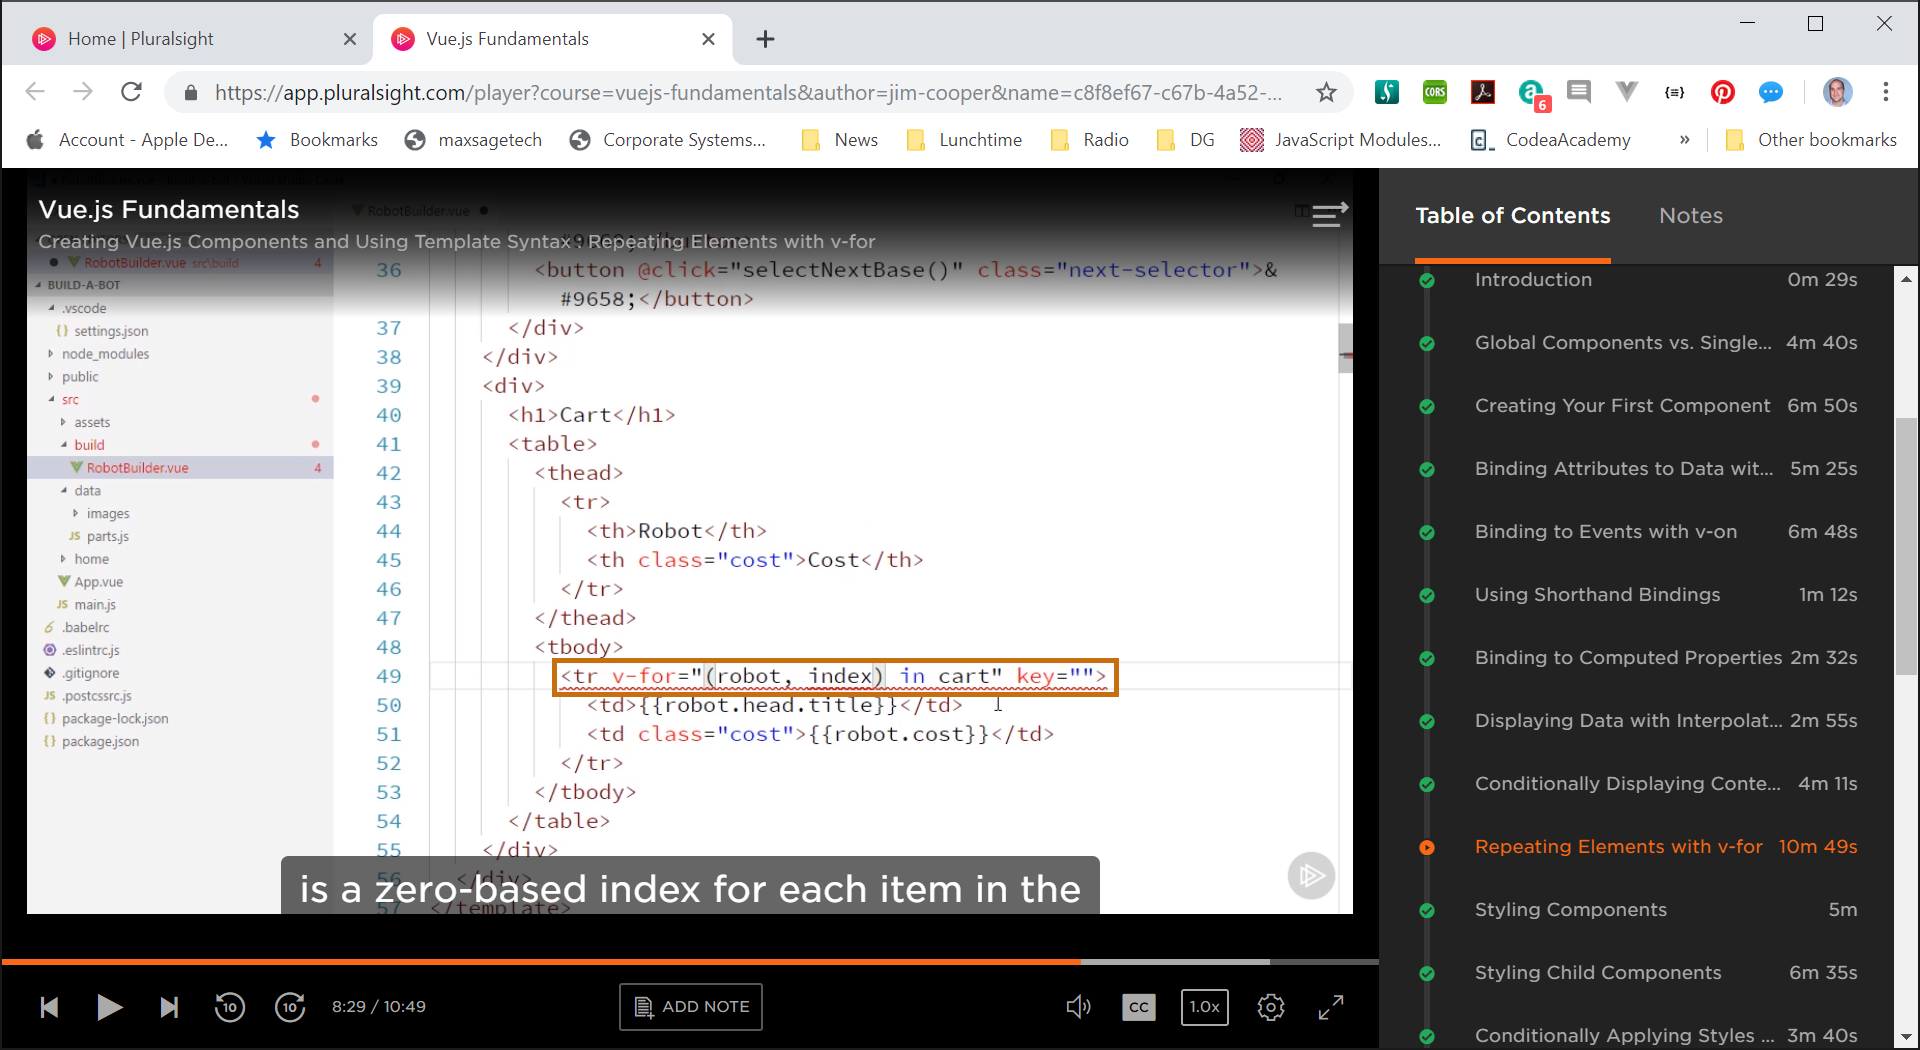 Home | Pluralsight
Vue.js Fundamentals
https://app.pluralsight.com/player?course=vuejs-fundamentals&author=jim-cooper&name=c8f8ef67-c67b-4a52-...
CORS
6
Account - Apple De...
Bookmarks
maxsagetech
Corporate Systems...
News
Lunchtime
Radio
DG
JavaScript Modules...
CodeaAcademy
»
Other bookmarks
Vue.js Fundamentals
Creating Vue.js Components and Using Template Syntax : Repeating Elements with v-for
RobotBuilder.vue
RobotBuilder.vue src\build 4
BUILD-A-BOT
.vscode
{} settings.json
node_modules
public
src
assets
build
RobotBuilder.vue 4
data
images
JS parts.js
home
App.vue
JS main.js
.babelrc
.eslintrc.js
.gitignore
JS .postcssrc.js
{} package-lock.json
{} package.json
#9668;</button>
36 <button @click="selectNextBase()" class="next-selector">&
#9658;</button>
37 </div>
38 </div>
39 <div>
40 <h1>Cart</h1>
41 <table>
42 <thead>
43 <tr>
44 <th>Robot</th>
45 <th class="cost">Cost</th>
46 </tr>
47 </thead>
48 <tbody>
49 <tr v-for="(robot, index) in cart" key="">
50 <td>{{robot.head.title}}</td>
51 <td class="cost">{{robot.cost}}</td>
52 </tr>
53 </tbody>
54 </table>
55 </div>
56 </div>
57 </template>
is a zero-based index for each item in the
10
10
8:29 / 10:49
ADD NOTE
CC
1.0x
Table of Contents
Notes
Introduction 0m 29s
Global Components vs. Single... 4m 40s
Creating Your First Component 6m 50s
Binding Attributes to Data wit... 5m 25s
Binding to Events with v-on 6m 48s
Using Shorthand Bindings 1m 12s
Binding to Computed Properties 2m 32s
Displaying Data with Interpolat... 2m 55s
Conditionally Displaying Conte... 4m 11s
Repeating Elements with v-for 10m 49s
Styling Components 5m
Styling Child Components 6m 35s
Conditionally Applying Styles ... 3m 40s